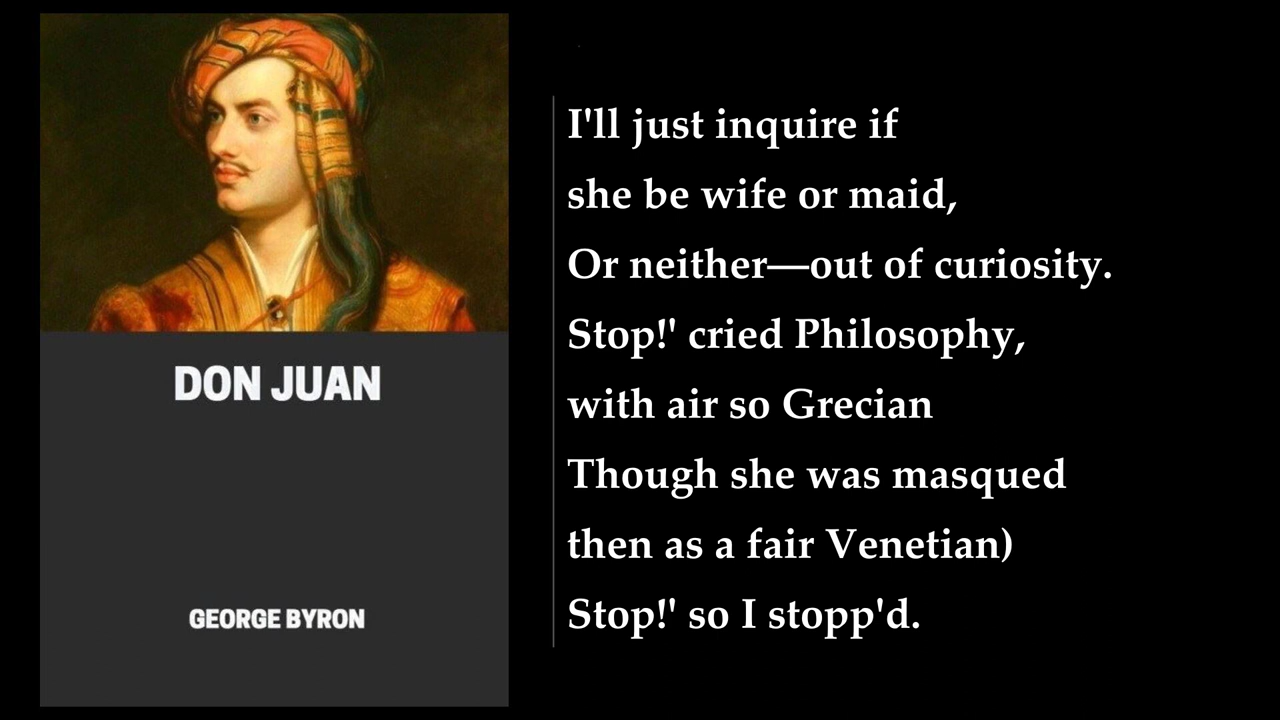 DON JUAN
GEORGE BYRON
I'll just inquire if
she be wife or maid,
Or neither—out of curiosity.
Stop!' cried Philosophy,
with air so Grecian
Though she was masqued
then as a fair Venetian)
Stop!' so I stopp'd.